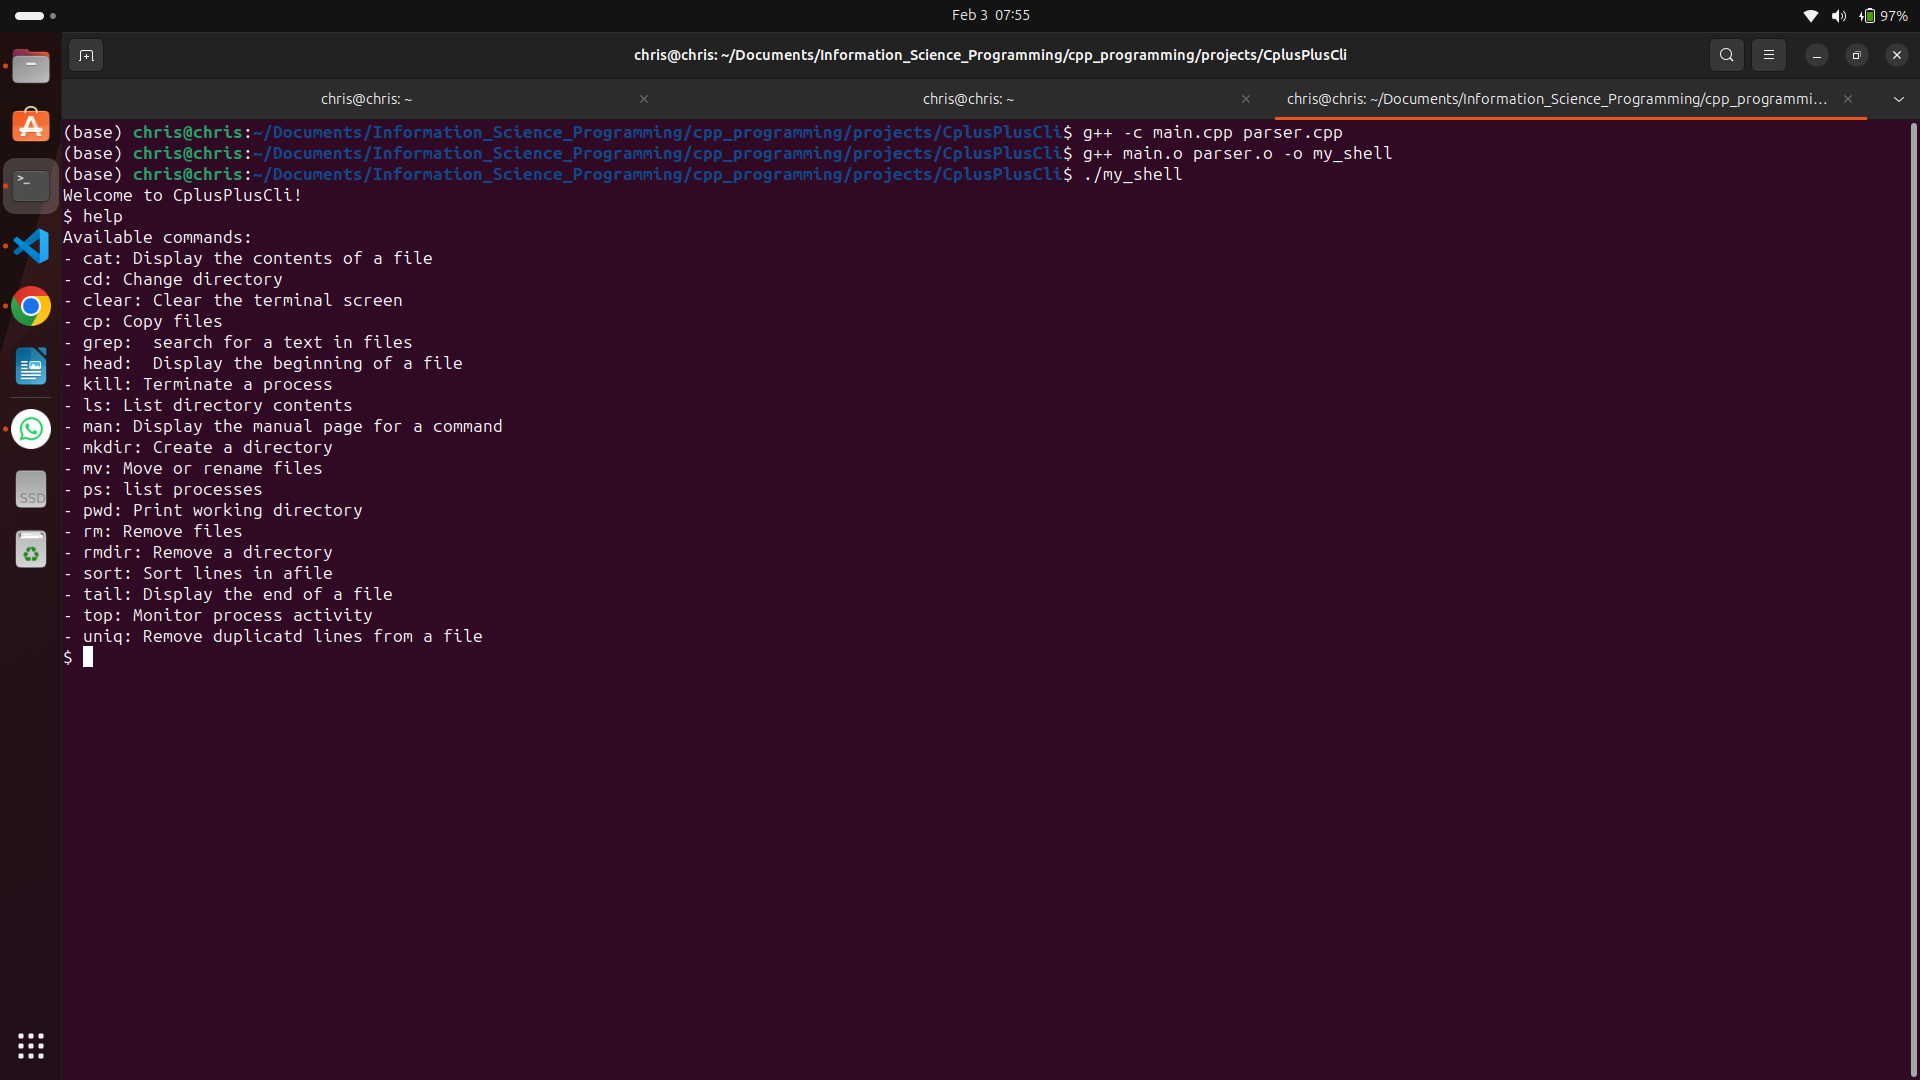 Feb 3 07:55
97%
chris@chris: ~/Documents/Information_Science_Programming/cpp_programming/projects/CplusPlusCli
chris@chris: ~
chris@chris: ~
chris@chris: ~/Documents/Information_Science_Programming/cpp_programmi...
(base) chris@chris:~/Documents/Information_Science_Programming/cpp_programming/projects/CplusPlusCli$ g++ -c main.cpp parser.cpp
(base) chris@chris:~/Documents/Information_Science_Programming/cpp_programming/projects/CplusPlusCli$ g++ main.o parser.o -o my_shell
(base) chris@chris:~/Documents/Information_Science_Programming/cpp_programming/projects/CplusPlusCli$ ./my_shell
Welcome to CplusPlusCli!
$ help
Available commands:
- cat: Display the contents of a file
- cd: Change directory
- clear: Clear the terminal screen
- cp: Copy files
- grep:  search for a text in files
- head:  Display the beginning of a file
- kill: Terminate a process
- ls: List directory contents
- man: Display the manual page for a command
- mkdir: Create a directory
- mv: Move or rename files
- ps: list processes
- pwd: Print working directory
- rm: Remove files
- rmdir: Remove a directory
- sort: Sort lines in afile
- tail: Display the end of a file
- top: Monitor process activity
- uniq: Remove duplicatd lines from a file
$
SSD